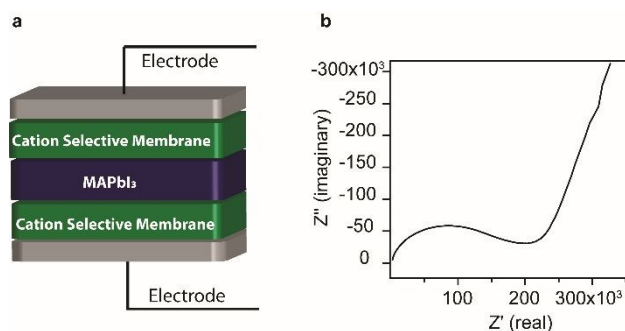 a
Electrode
Cation Selective Membrane
MAPbI₃
Cation Selective Membrane
Electrode
b
-300x10³
-250
-200
-150
-100
-50
0
Z'' (imaginary)
100
200
300x10³
Z' (real)